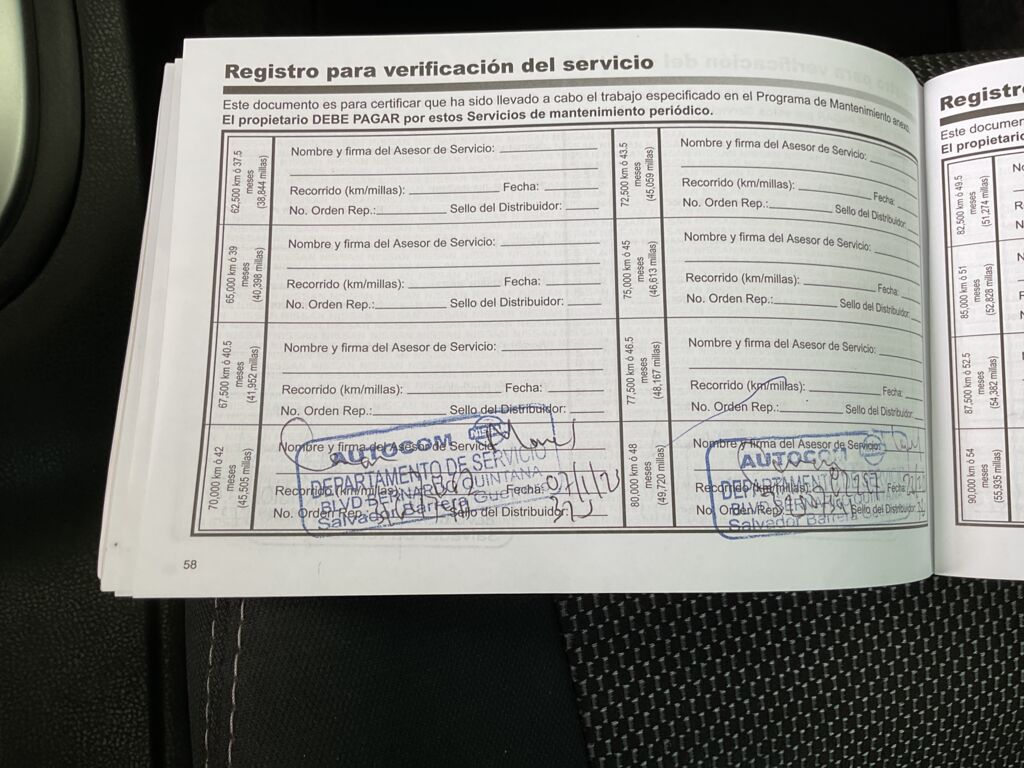 Registro para verificación del servicio
Este documento es para certificar que ha sido llevado a cabo el trabajo especificado en el Programa de Mantenimiento anexo.
El propietario DEBE PAGAR por estos Servicios de mantenimiento periódico.
62,500 km ó 37.5
meses
(38,844 millas)
Nombre y firma del Asesor de Servicio:
Recorrido (km/millas): Fecha:
No. Orden Rep.: Sello del Distribuidor:
65,000 km ó 39
meses
(40,398 millas)
Nombre y firma del Asesor de Servicio:
Recorrido (km/millas): Fecha:
No. Orden Rep.: Sello del Distribuidor:
67,500 km ó 40.5
meses
(41,952 millas)
Nombre y firma del Asesor de Servicio:
Recorrido (km/millas): Fecha:
No. Orden Rep.: Sello del Distribuidor:
70,000 km ó 42
meses
(45,505 millas)
Nombre y firma del Asesor de Servicio:
Recorrido (km/millas): Fecha:
No. Orden Rep.: Sello del Distribuidor:
AUTOCOM
DEPARTAMENTO DE SERVICIO
BLVD BERNARDO QUINTANA
Salvador Barrera
72,500 km ó 43.5
meses
(45,059 millas)
Nombre y firma del Asesor de Servicio:
Recorrido (km/millas): Fecha:
No. Orden Rep.: Sello del Distribuidor:
75,000 km ó 45
meses
(46,613 millas)
Nombre y firma del Asesor de Servicio:
Recorrido (km/millas): Fecha:
No. Orden Rep.: Sello del Distribuidor:
77,500 km ó 46.5
meses
(48,167 millas)
Nombre y firma del Asesor de Servicio:
Recorrido (km/millas): Fecha:
No. Orden Rep.: Sello del Distribuidor:
80,000 km ó 48
meses
(49,720 millas)
Nombre y firma del Asesor de Servicio:
Recorrido (km/millas): Fecha:
No. Orden Rep.: Sello del Distribuidor:
AUTOCOM
DEPARTAMENTO
Salvador Barrera
58
Registr
Este documen
El propietario
82,500 km ó 49.5
meses
(51,274 millas)
85,000 km ó 51
meses
(52,828 millas)
87,500 km ó 52.5
meses
(54,382 millas)
90,000 km ó 54
meses
(55,935 millas)